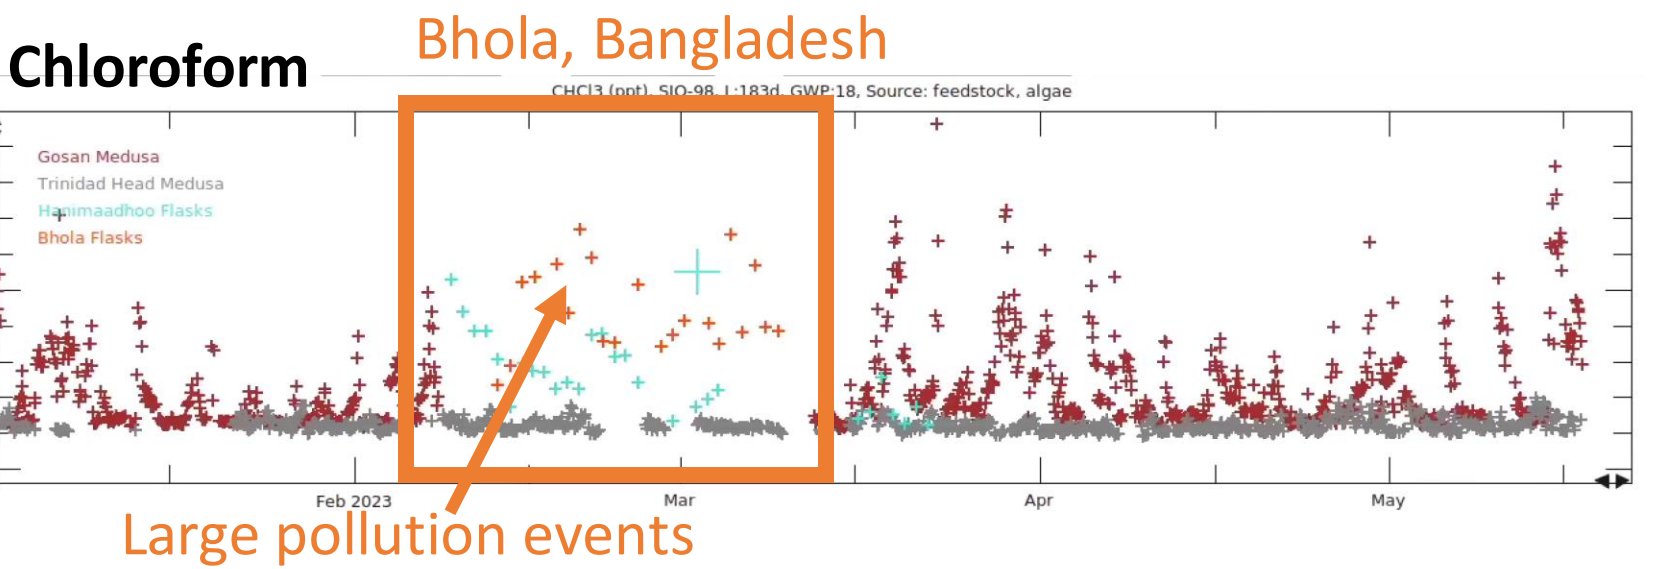 Bhola, Bangladesh
Chloroform
CHCl3 (ppt), SIO-98, L:183d, GWP:18, Source: feedstock, algae
Gosan Medusa
Trinidad Head Medusa
Hanimaadhoo Flasks
Bhola Flasks
Feb 2023 Mar Apr May
Large pollution events